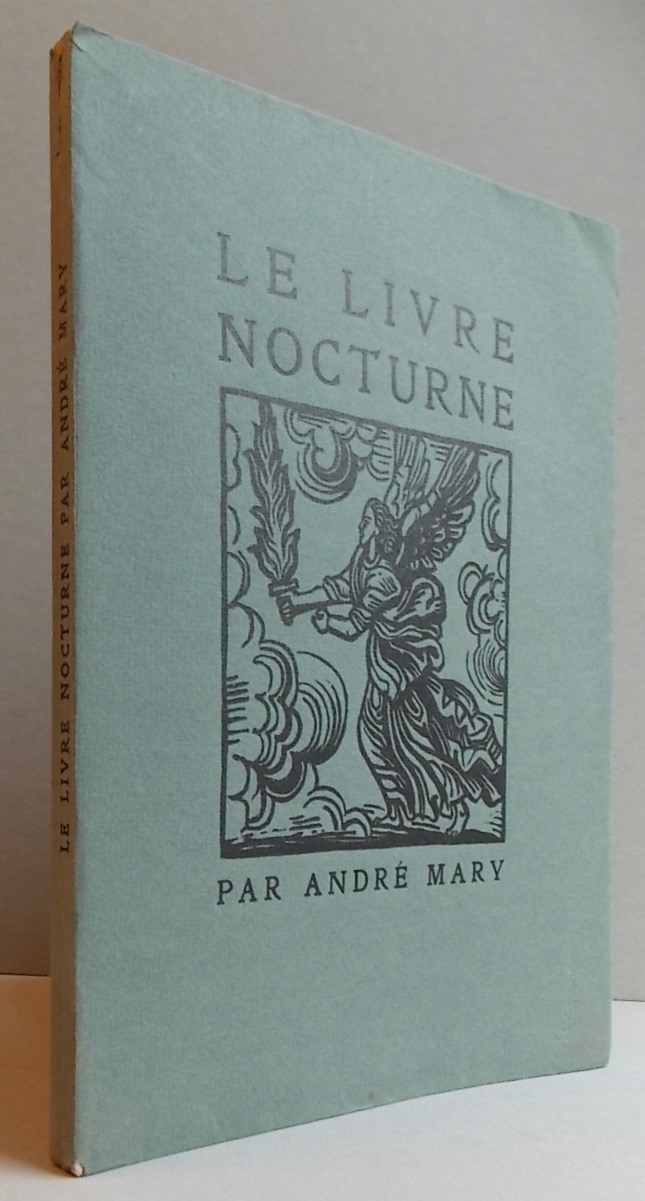 LE LIVRE
NOCTURNE
PAR ANDRÉ MARY
LE LIVRE NOCTURNE PAR ANDRÉ MARY